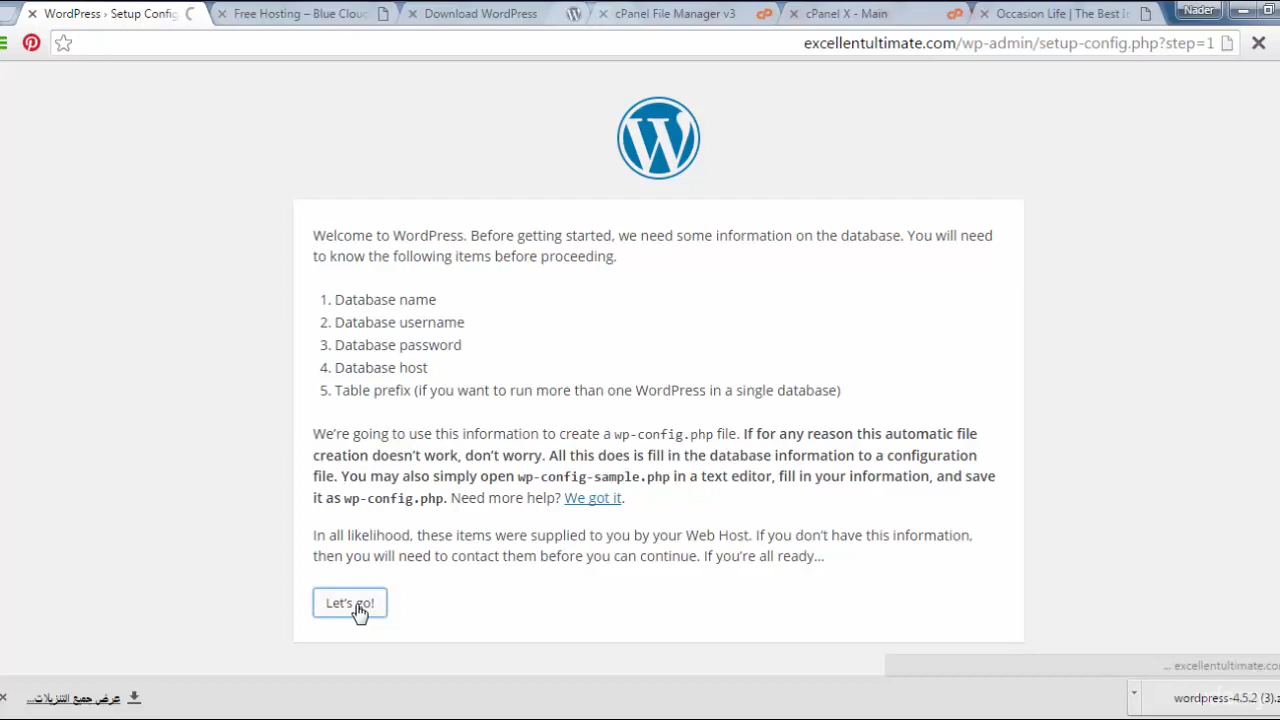 WordPress › Setup Config
Free Hosting – Blue Clou
Download WordPress
cPanel File Manager v3
cPanel X - Main
Occasion Life | The Best I
Nader
excellentultimate.com/wp-admin/setup-config.php?step=1
Welcome to WordPress. Before getting started, we need some information on the database. You will need
to know the following items before proceeding.
1. Database name
2. Database username
3. Database password
4. Database host
5. Table prefix (if you want to run more than one WordPress in a single database)
We’re going to use this information to create a wp-config.php file. If for any reason this automatic file
creation doesn’t work, don’t worry. All this does is fill in the database information to a configuration
file. You may also simply open wp-config-sample.php in a text editor, fill in your information, and save
it as wp-config.php. Need more help? We got it.
In all likelihood, these items were supplied to you by your Web Host. If you don’t have this information,
then you will need to contact them before you can continue. If you’re all ready…
Let’s go!
... excellentultimate.co
عرض جميع التنزيلات...
wordpress-4.5.2 (3).z